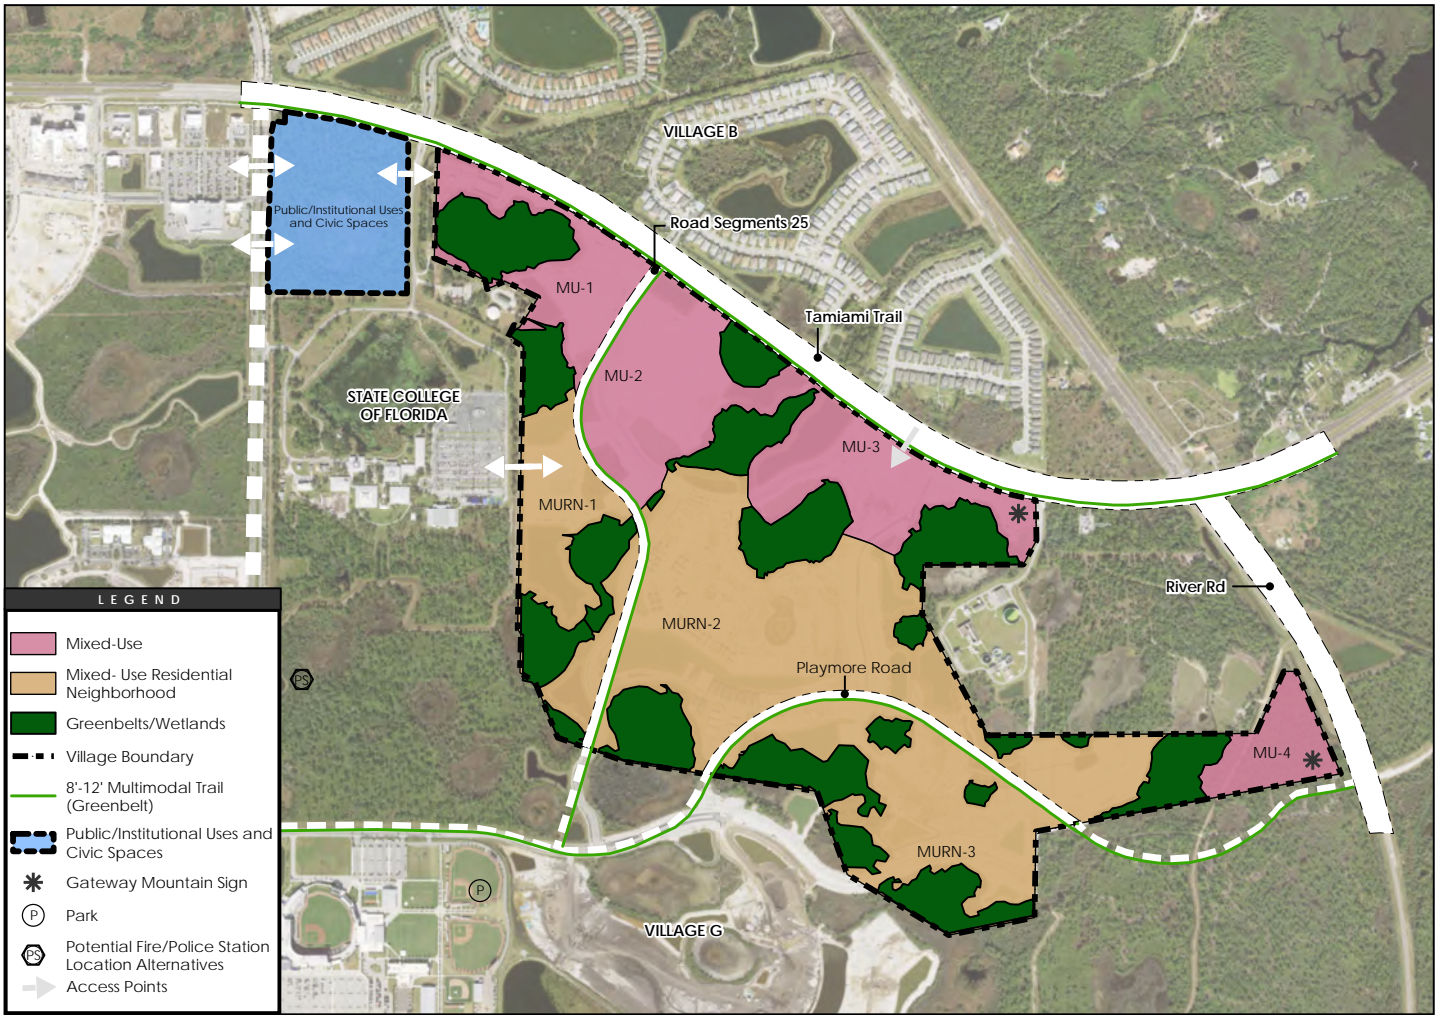 VILLAGE B
Public/Institutional Uses
and Civic Spaces
Road Segments 25
MU-1
Tamiami Trail
MU-2
STATE COLLEGE
OF FLORIDA
MU-3
MURN-1
River Rd
MURN-2
Playmore Road
MU-4
MURN-3
VILLAGE G
P
PS
LEGEND
Mixed-Use
Mixed- Use Residential
Neighborhood
Greenbelts/Wetlands
Village Boundary
8'-12' Multimodal Trail
(Greenbelt)
Public/Institutional Uses and
Civic Spaces
Gateway Mountain Sign
P Park
PS Potential Fire/Police Station
Location Alternatives
Access Points